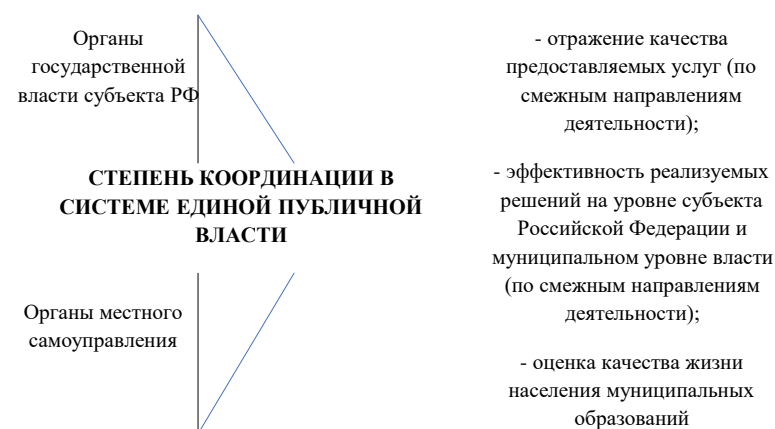 Органы
государственной
власти субъекта РФ
СТЕПЕНЬ КООРДИНАЦИИ В
СИСТЕМЕ ЕДИНОЙ ПУБЛИЧНОЙ
ВЛАСТИ
Органы местного
самоуправления
- отражение качества
предоставляемых услуг (по
смежным направлениям
деятельности);
- эффективность реализуемых
решений на уровне субъекта
Российской Федерации и
муниципальном уровне власти
(по смежным направлениям
деятельности);
- оценка качества жизни
населения муниципальных
образований